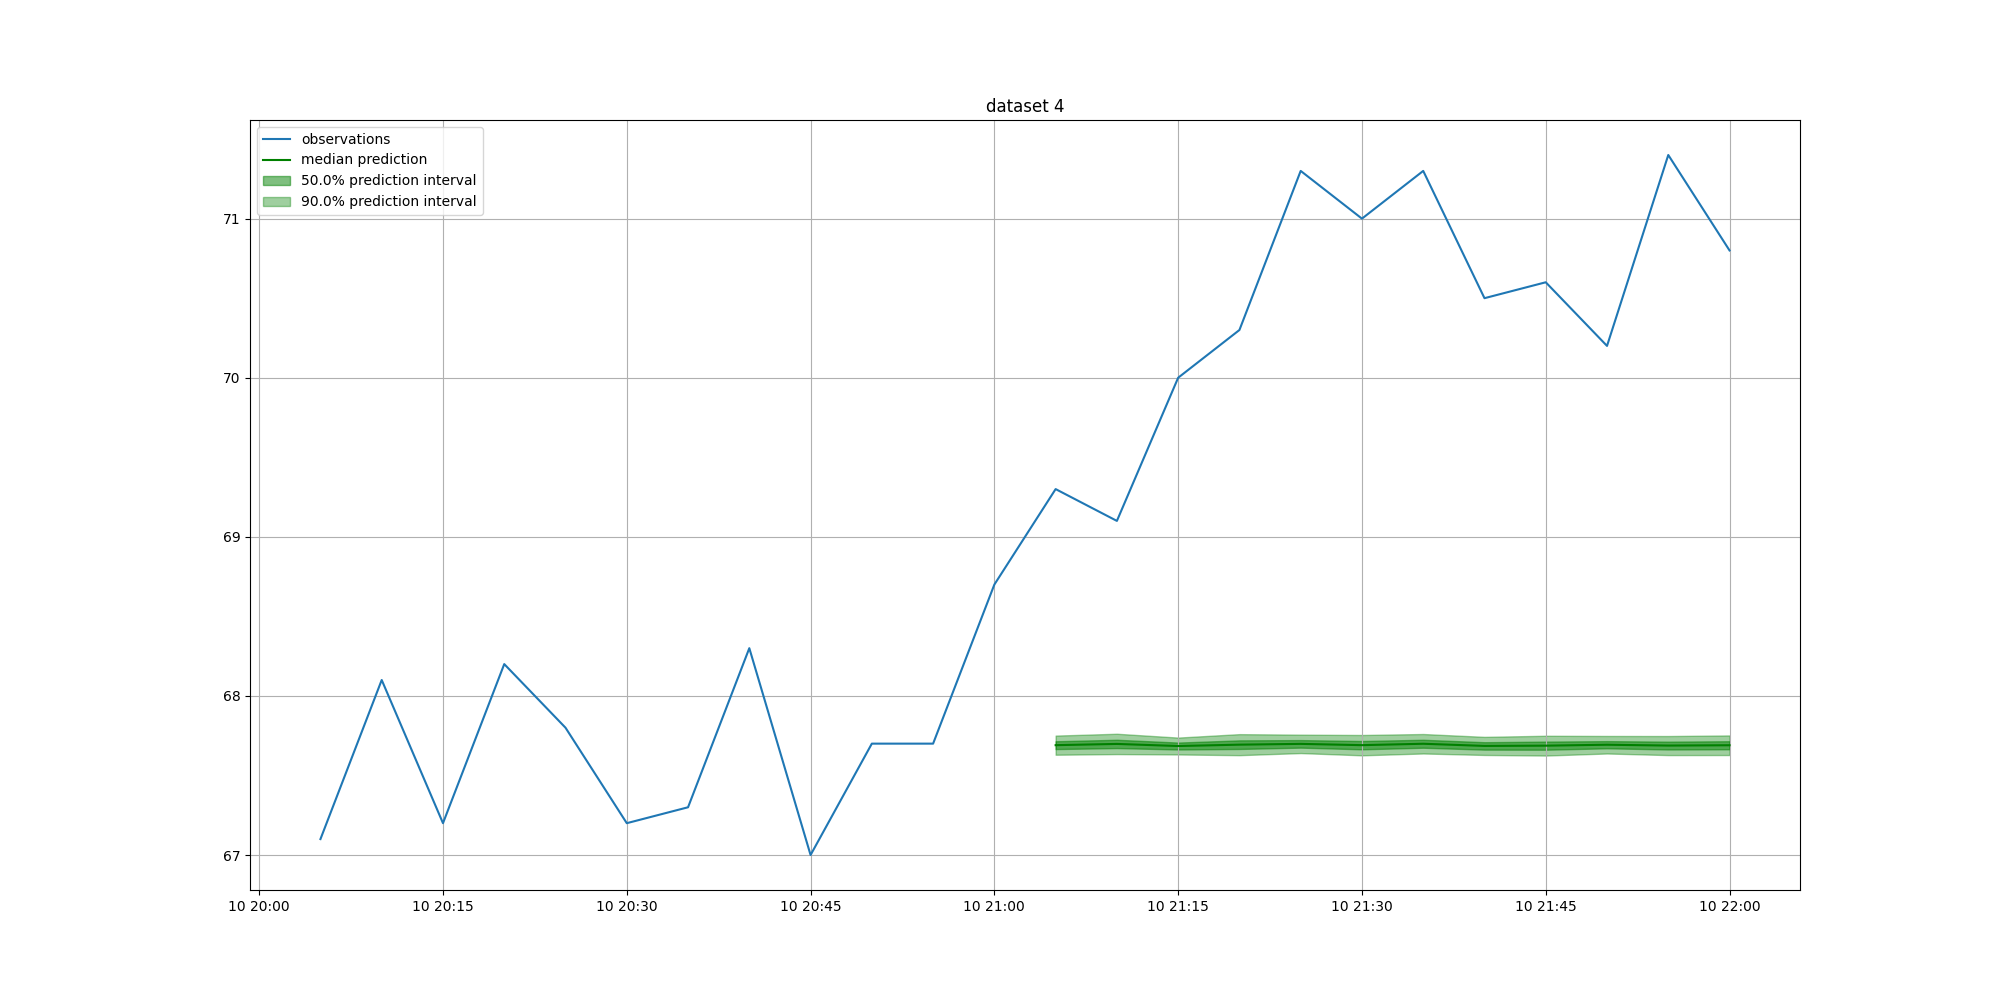 dataset 4
observations
median prediction
50.0% prediction interval
90.0% prediction interval
71
70
69
68
67
10 20:00 10 20:15 10 20:30 10 20:45 10 21:00 10 21:15 10 21:30 10 21:45 10 22:00